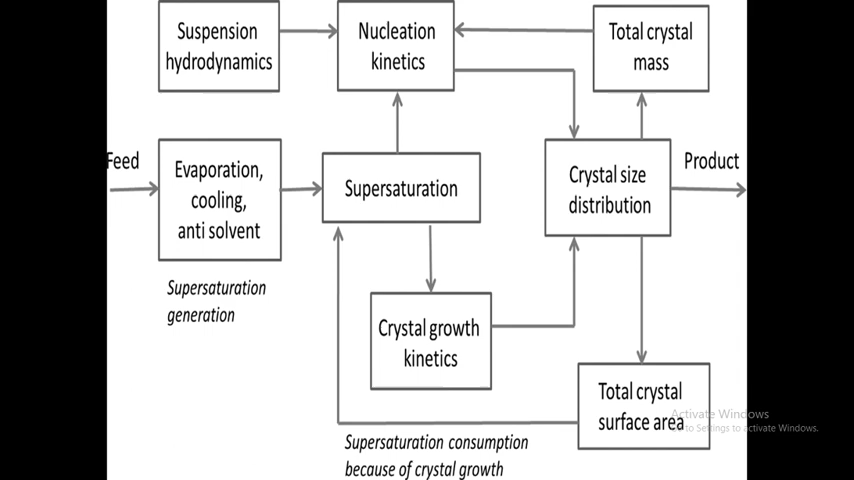 Suspension
hydrodynamics
Nucleation
kinetics
Total crystal
mass
Feed
Evaporation,
cooling,
anti solvent
Supersaturation
Crystal size
distribution
Product
Supersaturation
generation
Crystal growth
kinetics
Total crystal
surface area
Activate Windows
Go to Settings to activate Windows.
Supersaturation consumption
because of crystal growth